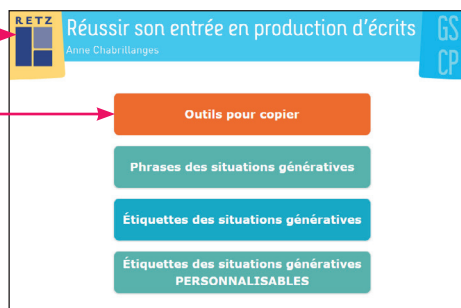 RETZ
Réussir son entrée en production d'écrits
Anne Chabrillanges
GS
CP
Outils pour copier
Phrases des situations génératives
Étiquettes des situations génératives
Étiquettes des situations génératives
PERSONNALISABLES